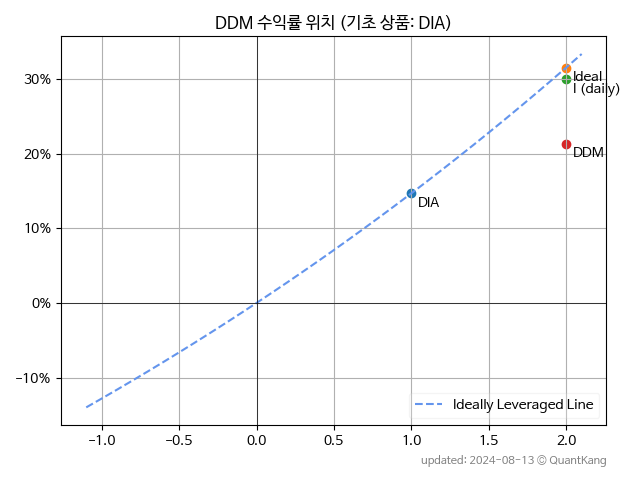 DDM 수익률 위치 (기초 상품: DIA)
30%
20%
10%
0%
−10%
Ideal
I (daily)
DDM
DIA
Ideally Leveraged Line
−1.0 −0.5 0.0 0.5 1.0 1.5 2.0
updated: 2024-08-13 © QuantKang